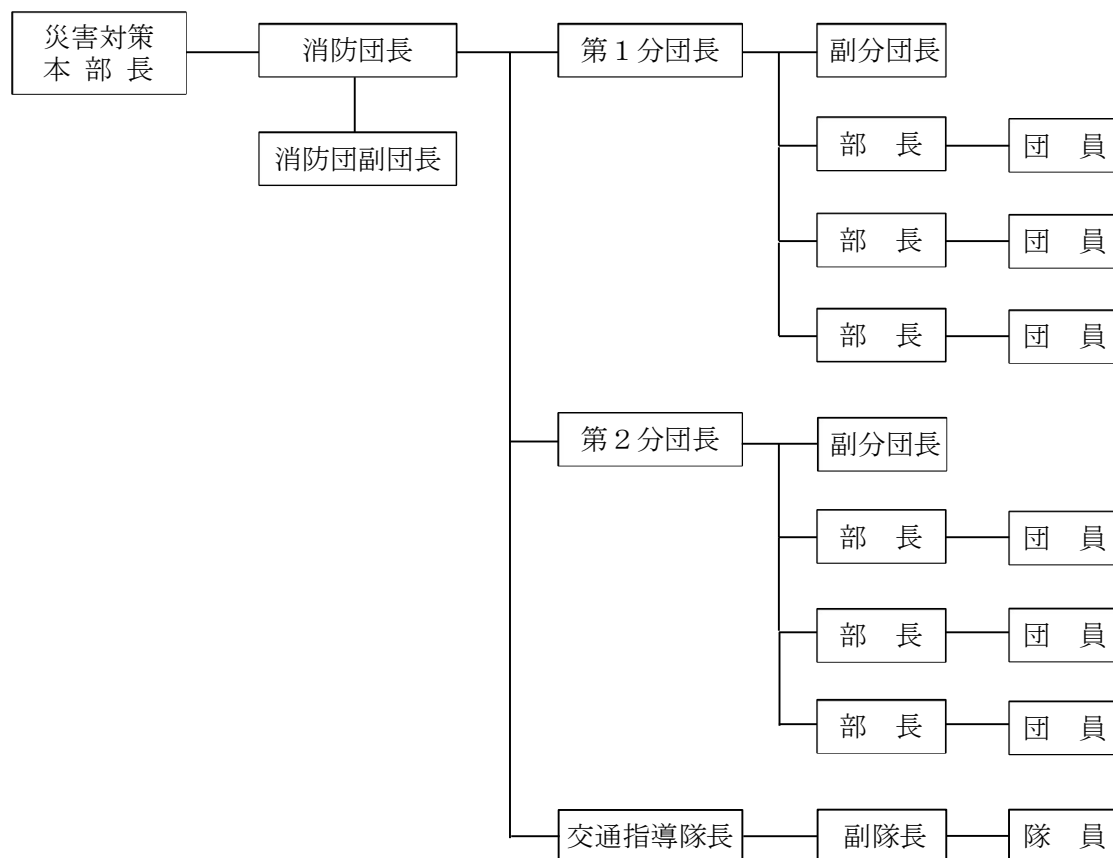 災害対策
本部長
消防団長
第１分団長
副分団長
消防団副団長
部　長
団　員
部　長
団　員
部　長
団　員
第２分団長
副分団長
部　長
団　員
部　長
団　員
部　長
団　員
交通指導隊長
副隊長
隊　員